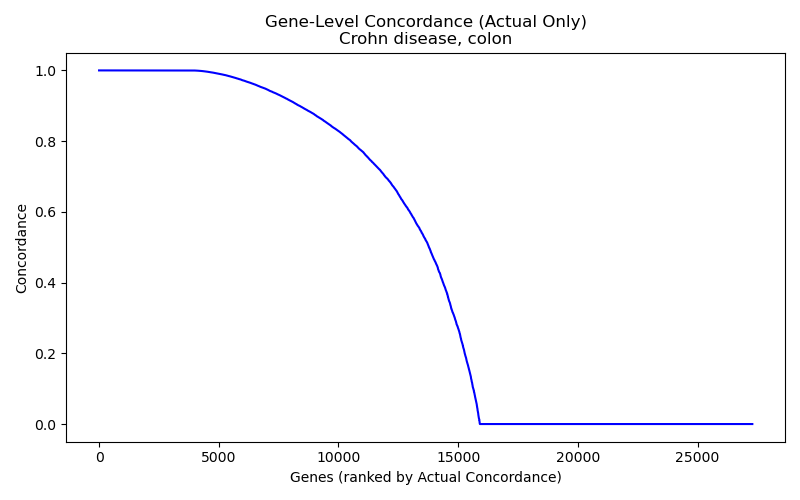 Gene-Level Concordance (Actual Only)
Crohn disease, colon
1.0
0.8
0.6
0.4
0.2
0.0
Concordance
0 5000 10000 15000 20000 25000
Genes (ranked by Actual Concordance)